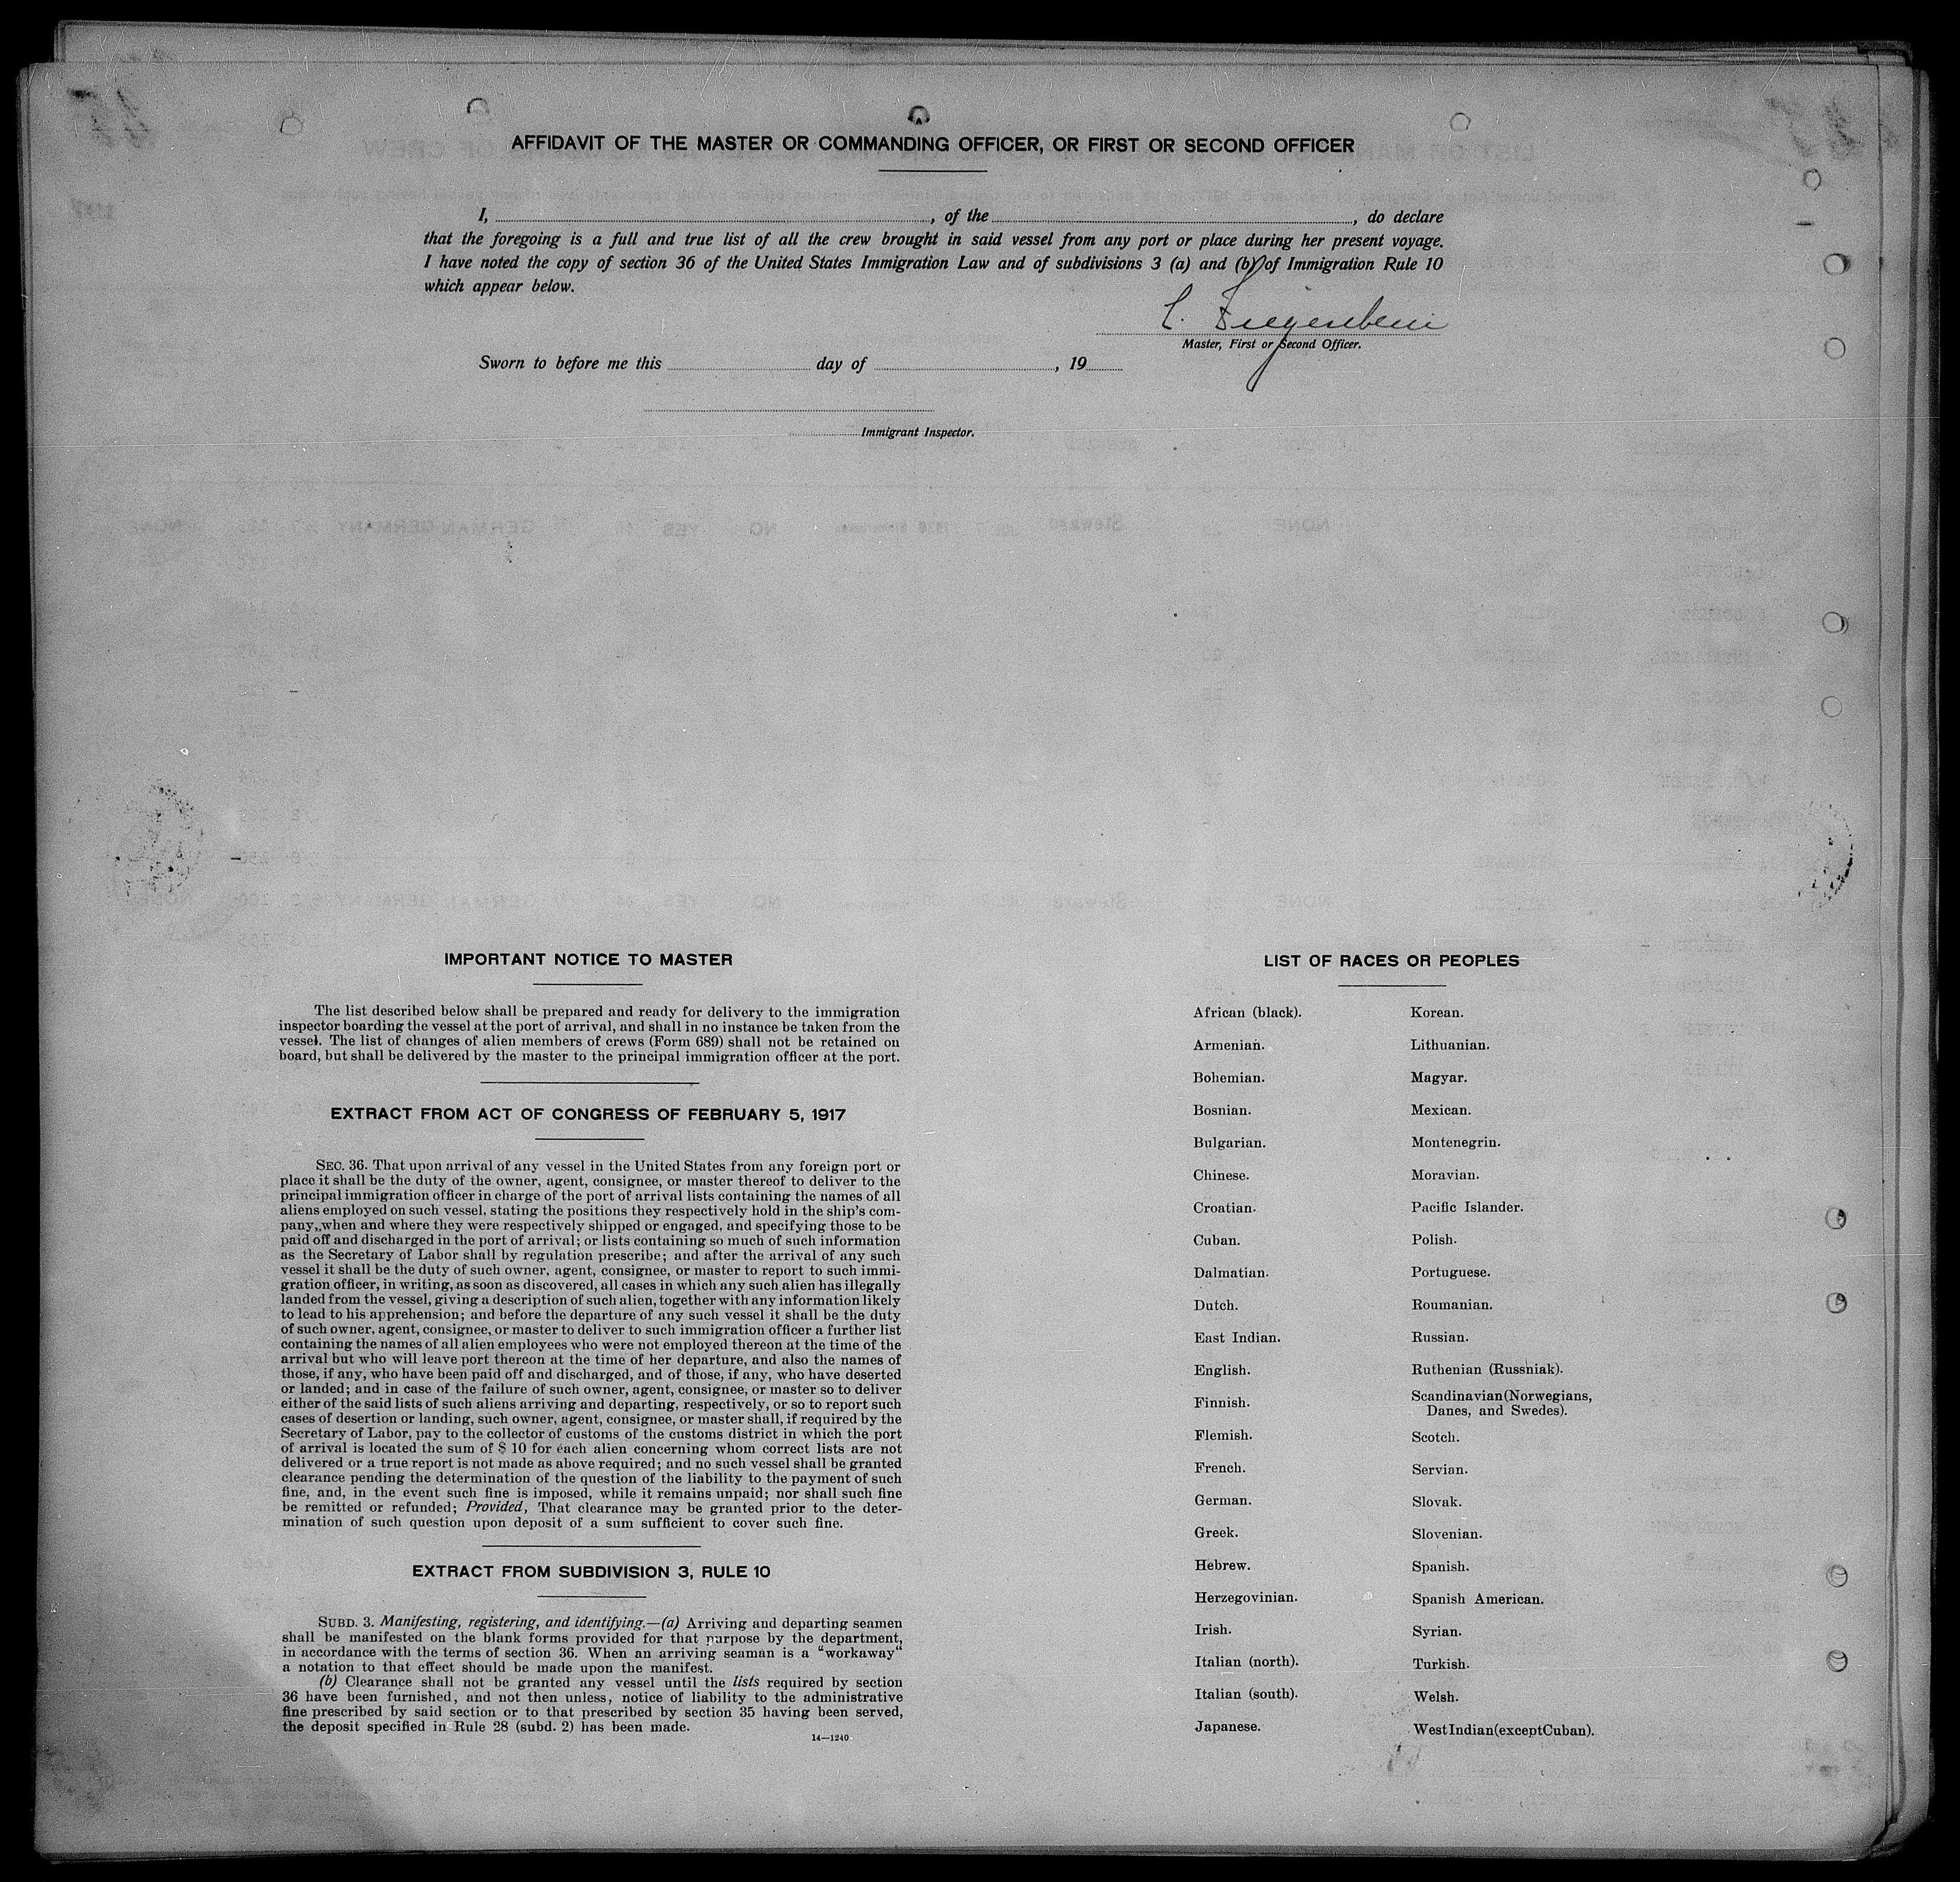 AFFIDAVIT OF THE MASTER OR COMMANDING OFFICER, OR FIRST OR SECOND OFFICER
I, , of the , do declare
that the foregoing is a full and true list of all the crew brought in said vessel from any port or place during her present voyage.
I have noted the copy of section 36 of the United States Immigration Law and of subdivisions 3 (a) and (b) of Immigration Rule 10
which appear below.
Master, First or Second Officer.
Sworn to before me this day of , 19
Immigrant Inspector.
IMPORTANT NOTICE TO MASTER
The list described below shall be prepared and ready for delivery to the immigration
inspector boarding the vessel at the port of arrival, and shall in no instance be taken from the
vessel. The list of changes of alien members of crews (Form 689) shall not be retained on
board, but shall be delivered by the master to the principal immigration officer at the port.
EXTRACT FROM ACT OF CONGRESS OF FEBRUARY 5, 1917
SEC. 36. That upon arrival of any vessel in the United States from any foreign port or
place it shall be the duty of the owner, agent, consignee, or master thereof to deliver to the
principal immigration officer in charge of the port of arrival lists containing the names of all
aliens employed on such vessel, stating the positions they respectively hold in the ship's com-
pany, when and where they were respectively shipped or engaged, and specifying those to be
paid off and discharged in the port of arrival; or lists containing so much of such information
as the Secretary of Labor shall by regulation prescribe; and after the arrival of any such
vessel it shall be the duty of such owner, agent, consignee, or master to report to such immi-
gration officer, in writing, as soon as discovered, all cases in which any such alien has illegally
landed from the vessel, giving a description of such alien, together with any information likely
to lead to his apprehension; and before the departure of any such vessel it shall be the duty
of such owner, agent, consignee, or master to deliver to such immigration officer a further list
containing the names of all alien employees who were not employed thereon at the time of the
arrival but who will leave port thereon at the time of her departure, and also the names of
those, if any, who have been paid off and discharged, and of those, if any, who have deserted
or landed; and in case of the failure of such owner, agent, consignee, or master so to deliver
either of the said lists of such aliens arriving and departing, respectively, or so to report such
cases of desertion or landing, such owner, agent, consignee, or master shall, if required by the
Secretary of Labor, pay to the collector of customs of the customs district in which the port
of arrival is located the sum of $ 10 for each alien concerning whom correct lists are not
delivered or a true report is not made as above required; and no such vessel shall be granted
clearance pending the determination of the question of the liability to the payment of such
fine, and, in the event such fine is imposed, while it remains unpaid; nor shall such fine
be remitted or refunded; Provided, That clearance may be granted prior to the deter-
mination of such question upon deposit of a sum sufficient to cover such fine.
EXTRACT FROM SUBDIVISION 3, RULE 10
SUBD. 3. Manifesting, registering, and identifying.—(a) Arriving and departing seamen
shall be manifested on the blank forms provided for that purpose by the department,
in accordance with the terms of section 36. When an arriving seaman is a "workaway"
a notation to that effect should be made upon the manifest.
(b) Clearance shall not be granted any vessel until the lists required by section
36 have been furnished, and not then unless, notice of liability to the administrative
fine prescribed by said section or to that prescribed by section 35 having been served,
the deposit specified in Rule 28 (subd. 2) has been made.
14—1240
LIST OF RACES OR PEOPLES
African (black).
Armenian.
Bohemian.
Bosnian.
Bulgarian.
Chinese.
Croatian.
Cuban.
Dalmatian.
Dutch.
East Indian.
English.
Finnish.
Flemish.
French.
German.
Greek.
Hebrew.
Herzegovinian.
Irish.
Italian (north).
Italian (south).
Japanese.
Korean.
Lithuanian.
Magyar.
Mexican.
Montenegrin.
Moravian.
Pacific Islander.
Polish.
Portuguese.
Roumanian.
Russian.
Ruthenian (Russniak).
Scandinavian (Norwegians,
Danes, and Swedes).
Scotch.
Servian.
Slovak.
Slovenian.
Spanish.
Spanish American.
Syrian.
Turkish.
Welsh.
West Indian (except Cuban).